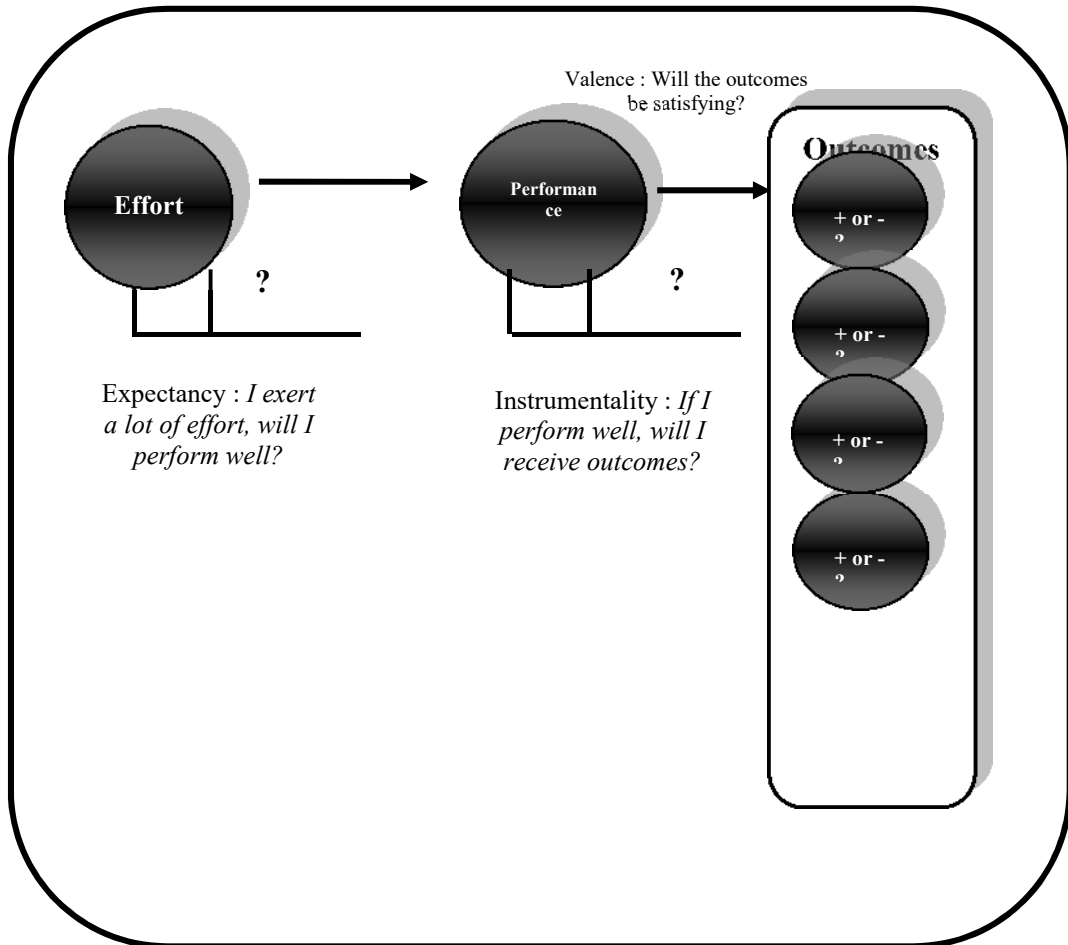 Valence : Will the outcomes
be satisfying?
Outcomes
Effort
Performan
ce
+ or -
?
?
?
+ or -
?
+ or -
?
+ or -
?
Expectancy : I exert
a lot of effort, will I
perform well?
Instrumentality : If I
perform well, will I
receive outcomes?